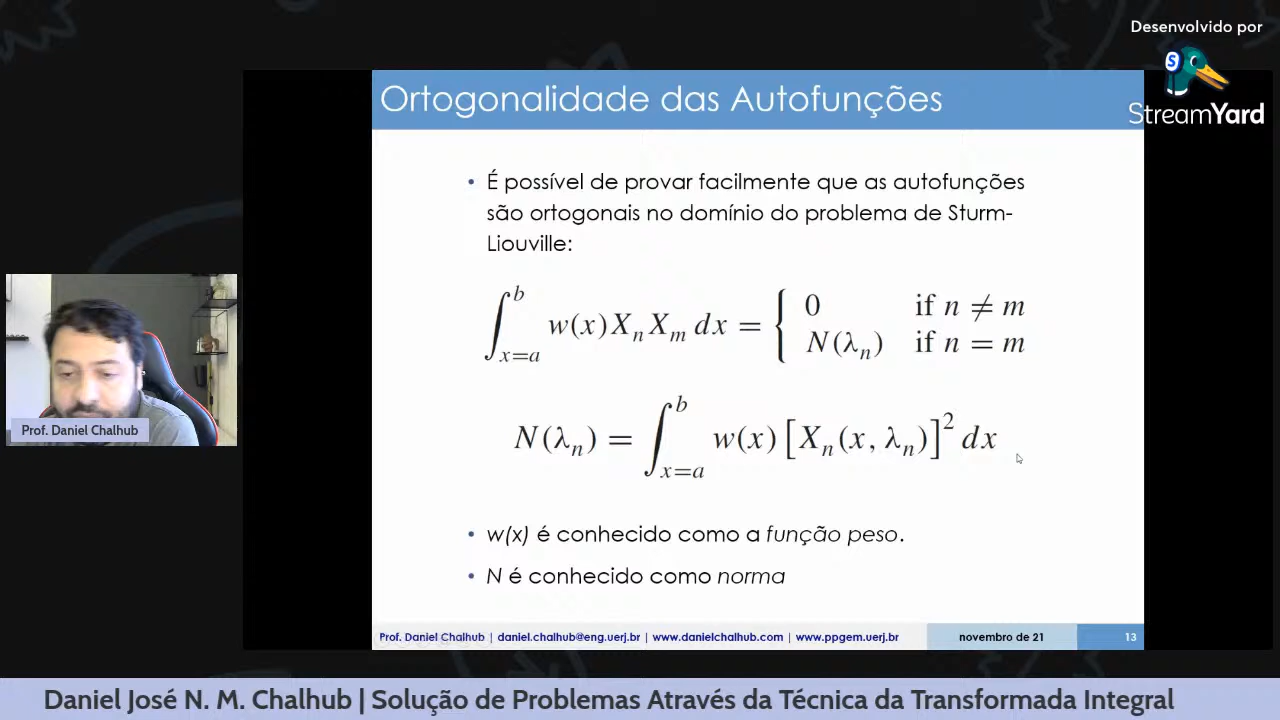 Desenvolvido por
S
StreamYard
Ortogonalidade das Autofunções
• É possível de provar facilmente que as autofunções
são ortogonais no domínio do problema de Sturm-
Liouville:
∫_{x=a}^{b} w(x) X_n X_m dx = { 0 if n ≠ m
N(λ_n) if n = m
N(λ_n) = ∫_{x=a}^{b} w(x) [X_n(x, λ_n)]^2 dx
• w(x) é conhecido como a função peso.
• N é conhecido como norma
Prof. Daniel Chalhub
Prof. Daniel Chalhub | daniel.chalhub@eng.uerj.br | www.danielchalhub.com | www.ppgem.uerj.br novembro de 21 13
Daniel José N. M. Chalhub | Solução de Problemas Através da Técnica da Transformada Integral